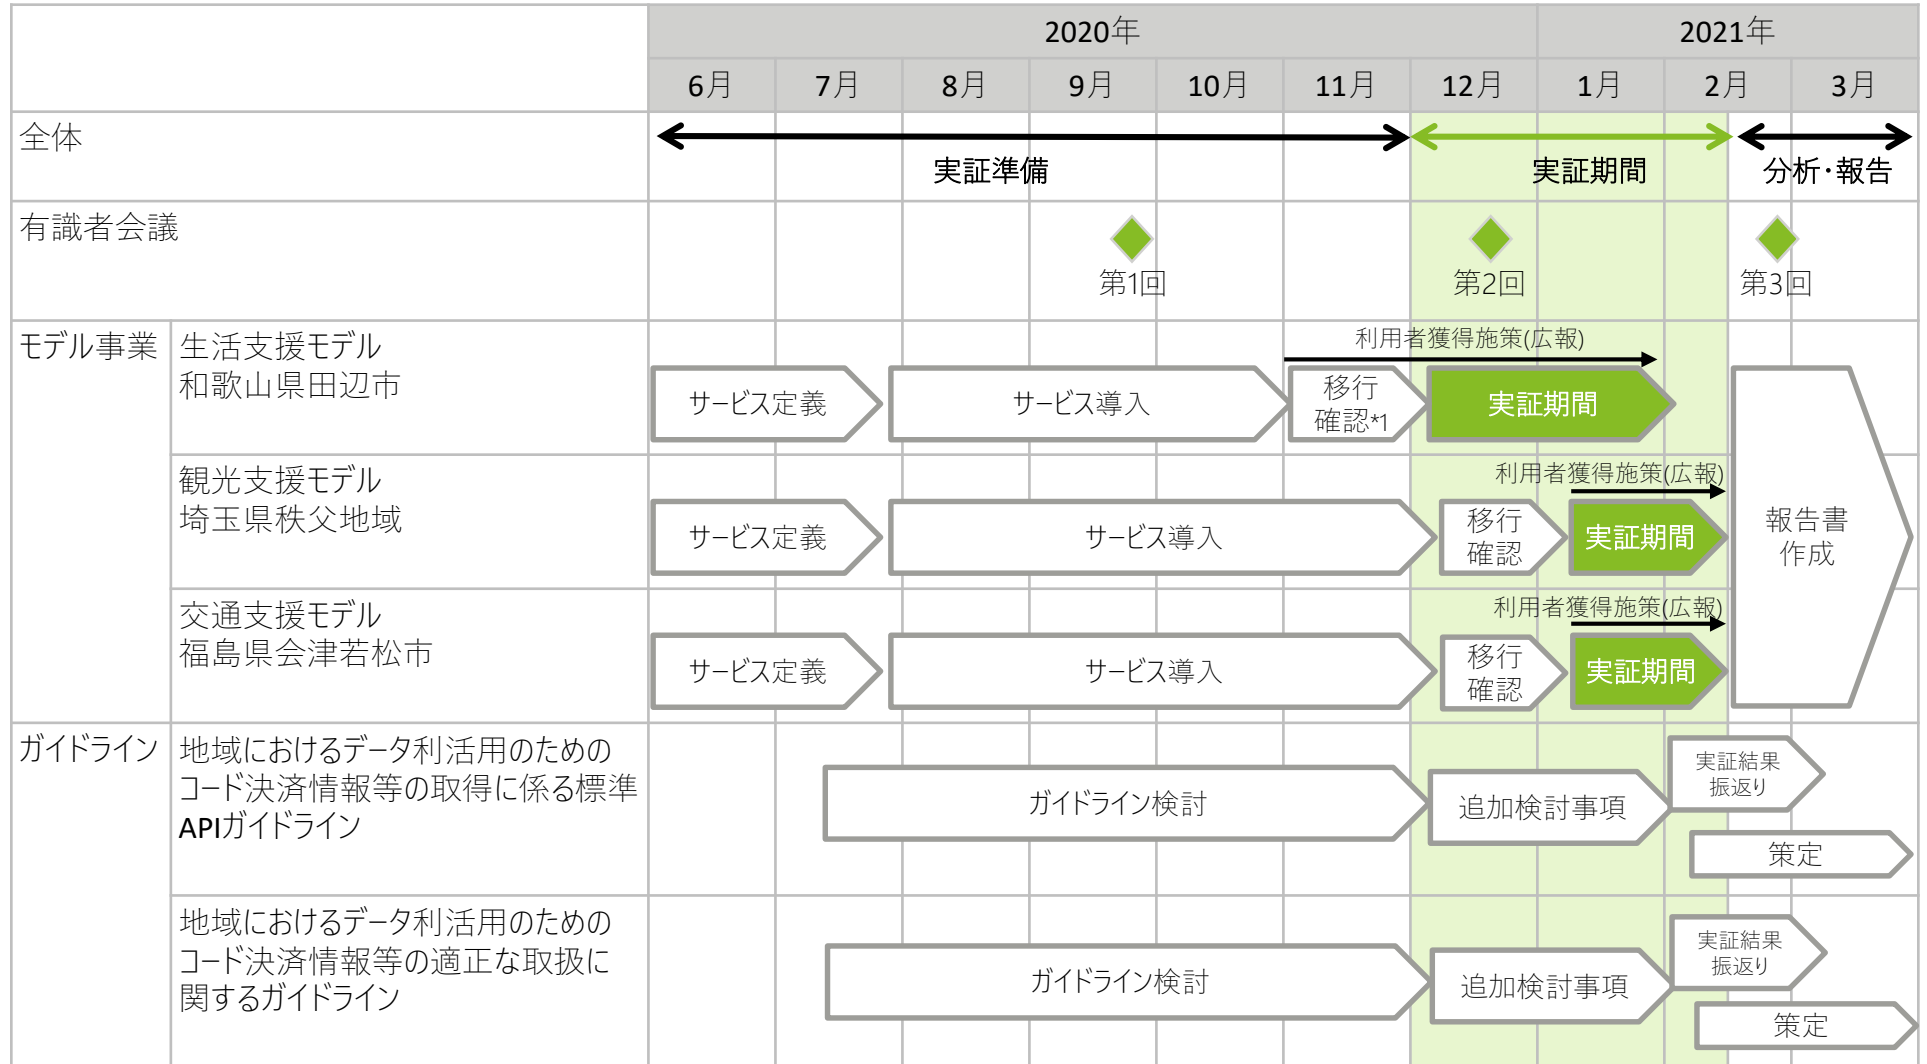 2020年
2021年
6月
7月
8月
9月
10月
11月
12月
1月
2月
3月
全体
実証準備
実証期間
分析・報告
有識者会議
第1回
第2回
第3回
モデル事業
生活支援モデル
和歌山県田辺市
利用者獲得施策(広報)
サービス定義
サービス導入
移行
確認*1
実証期間
観光支援モデル
埼玉県秩父地域
利用者獲得施策(広報)
サービス定義
サービス導入
移行
確認
実証期間
報告書
作成
交通支援モデル
福島県会津若松市
利用者獲得施策(広報)
サービス定義
サービス導入
移行
確認
実証期間
ガイドライン
地域におけるデータ利活用のための
コード決済情報等の取得に係る標準
APIガイドライン
ガイドライン検討
追加検討事項
実証結果
振返り
策定
地域におけるデータ利活用のための
コード決済情報等の適正な取扱に
関するガイドライン
ガイドライン検討
追加検討事項
実証結果
振返り
策定